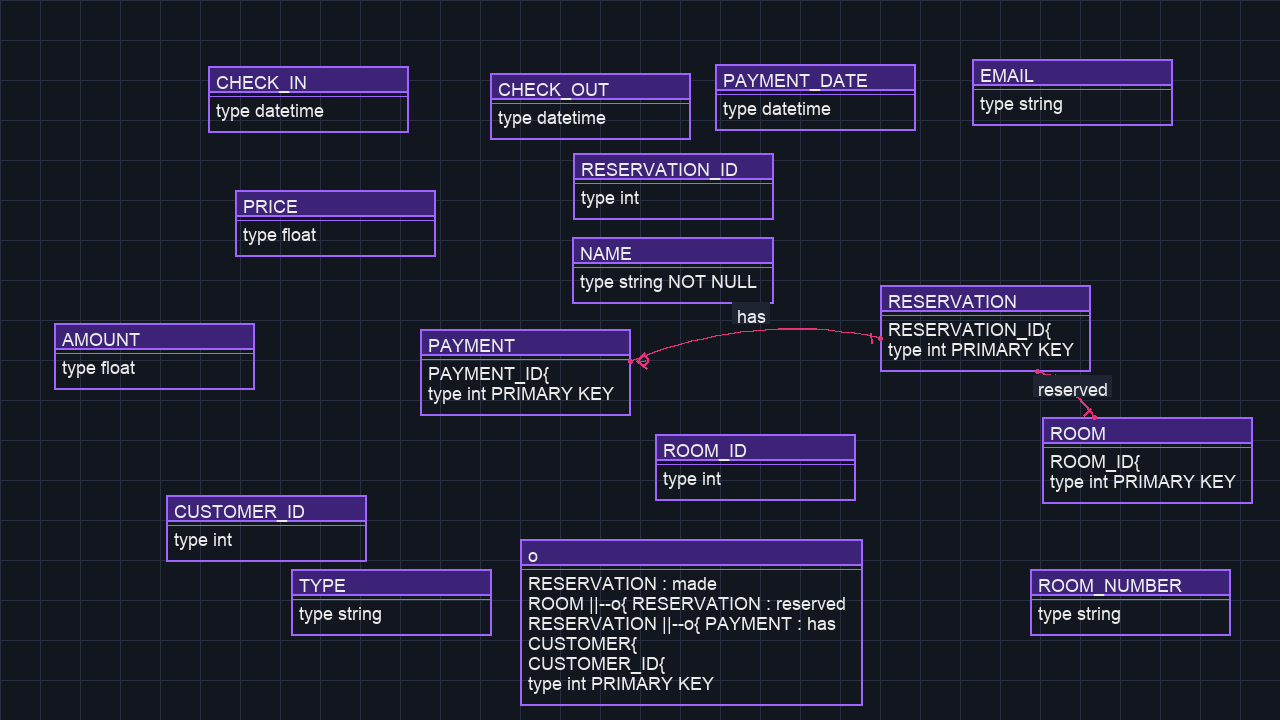 CHECK_IN
type datetime
CHECK_OUT
type datetime
PAYMENT_DATE
type datetime
EMAIL
type string
RESERVATION_ID
type int
PRICE
type float
NAME
type string NOT NULL
has
RESERVATION
RESERVATION_ID{
type int PRIMARY KEY
AMOUNT
type float
PAYMENT
PAYMENT_ID{
type int PRIMARY KEY
reserved
ROOM
ROOM_ID{
type int PRIMARY KEY
ROOM_ID
type int
CUSTOMER_ID
type int
TYPE
type string
o
RESERVATION : made
ROOM ||--o{ RESERVATION : reserved
RESERVATION ||--o{ PAYMENT : has
CUSTOMER{
CUSTOMER_ID{
type int PRIMARY KEY
ROOM_NUMBER
type string